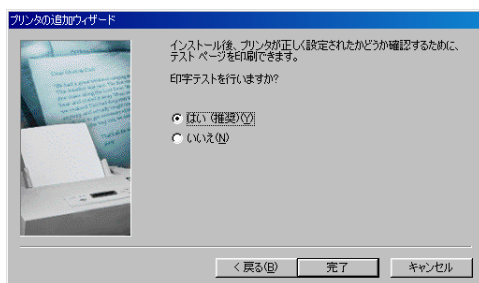 プリンタの追加ウィザード
インストール後、プリンタが正しく設定されたかどうか確認するために、
テスト ページを印刷できます。
印字テストを行いますか?
はい (推奨)(Y)
いいえ(N)
< 戻る(B)
完了
キャンセル